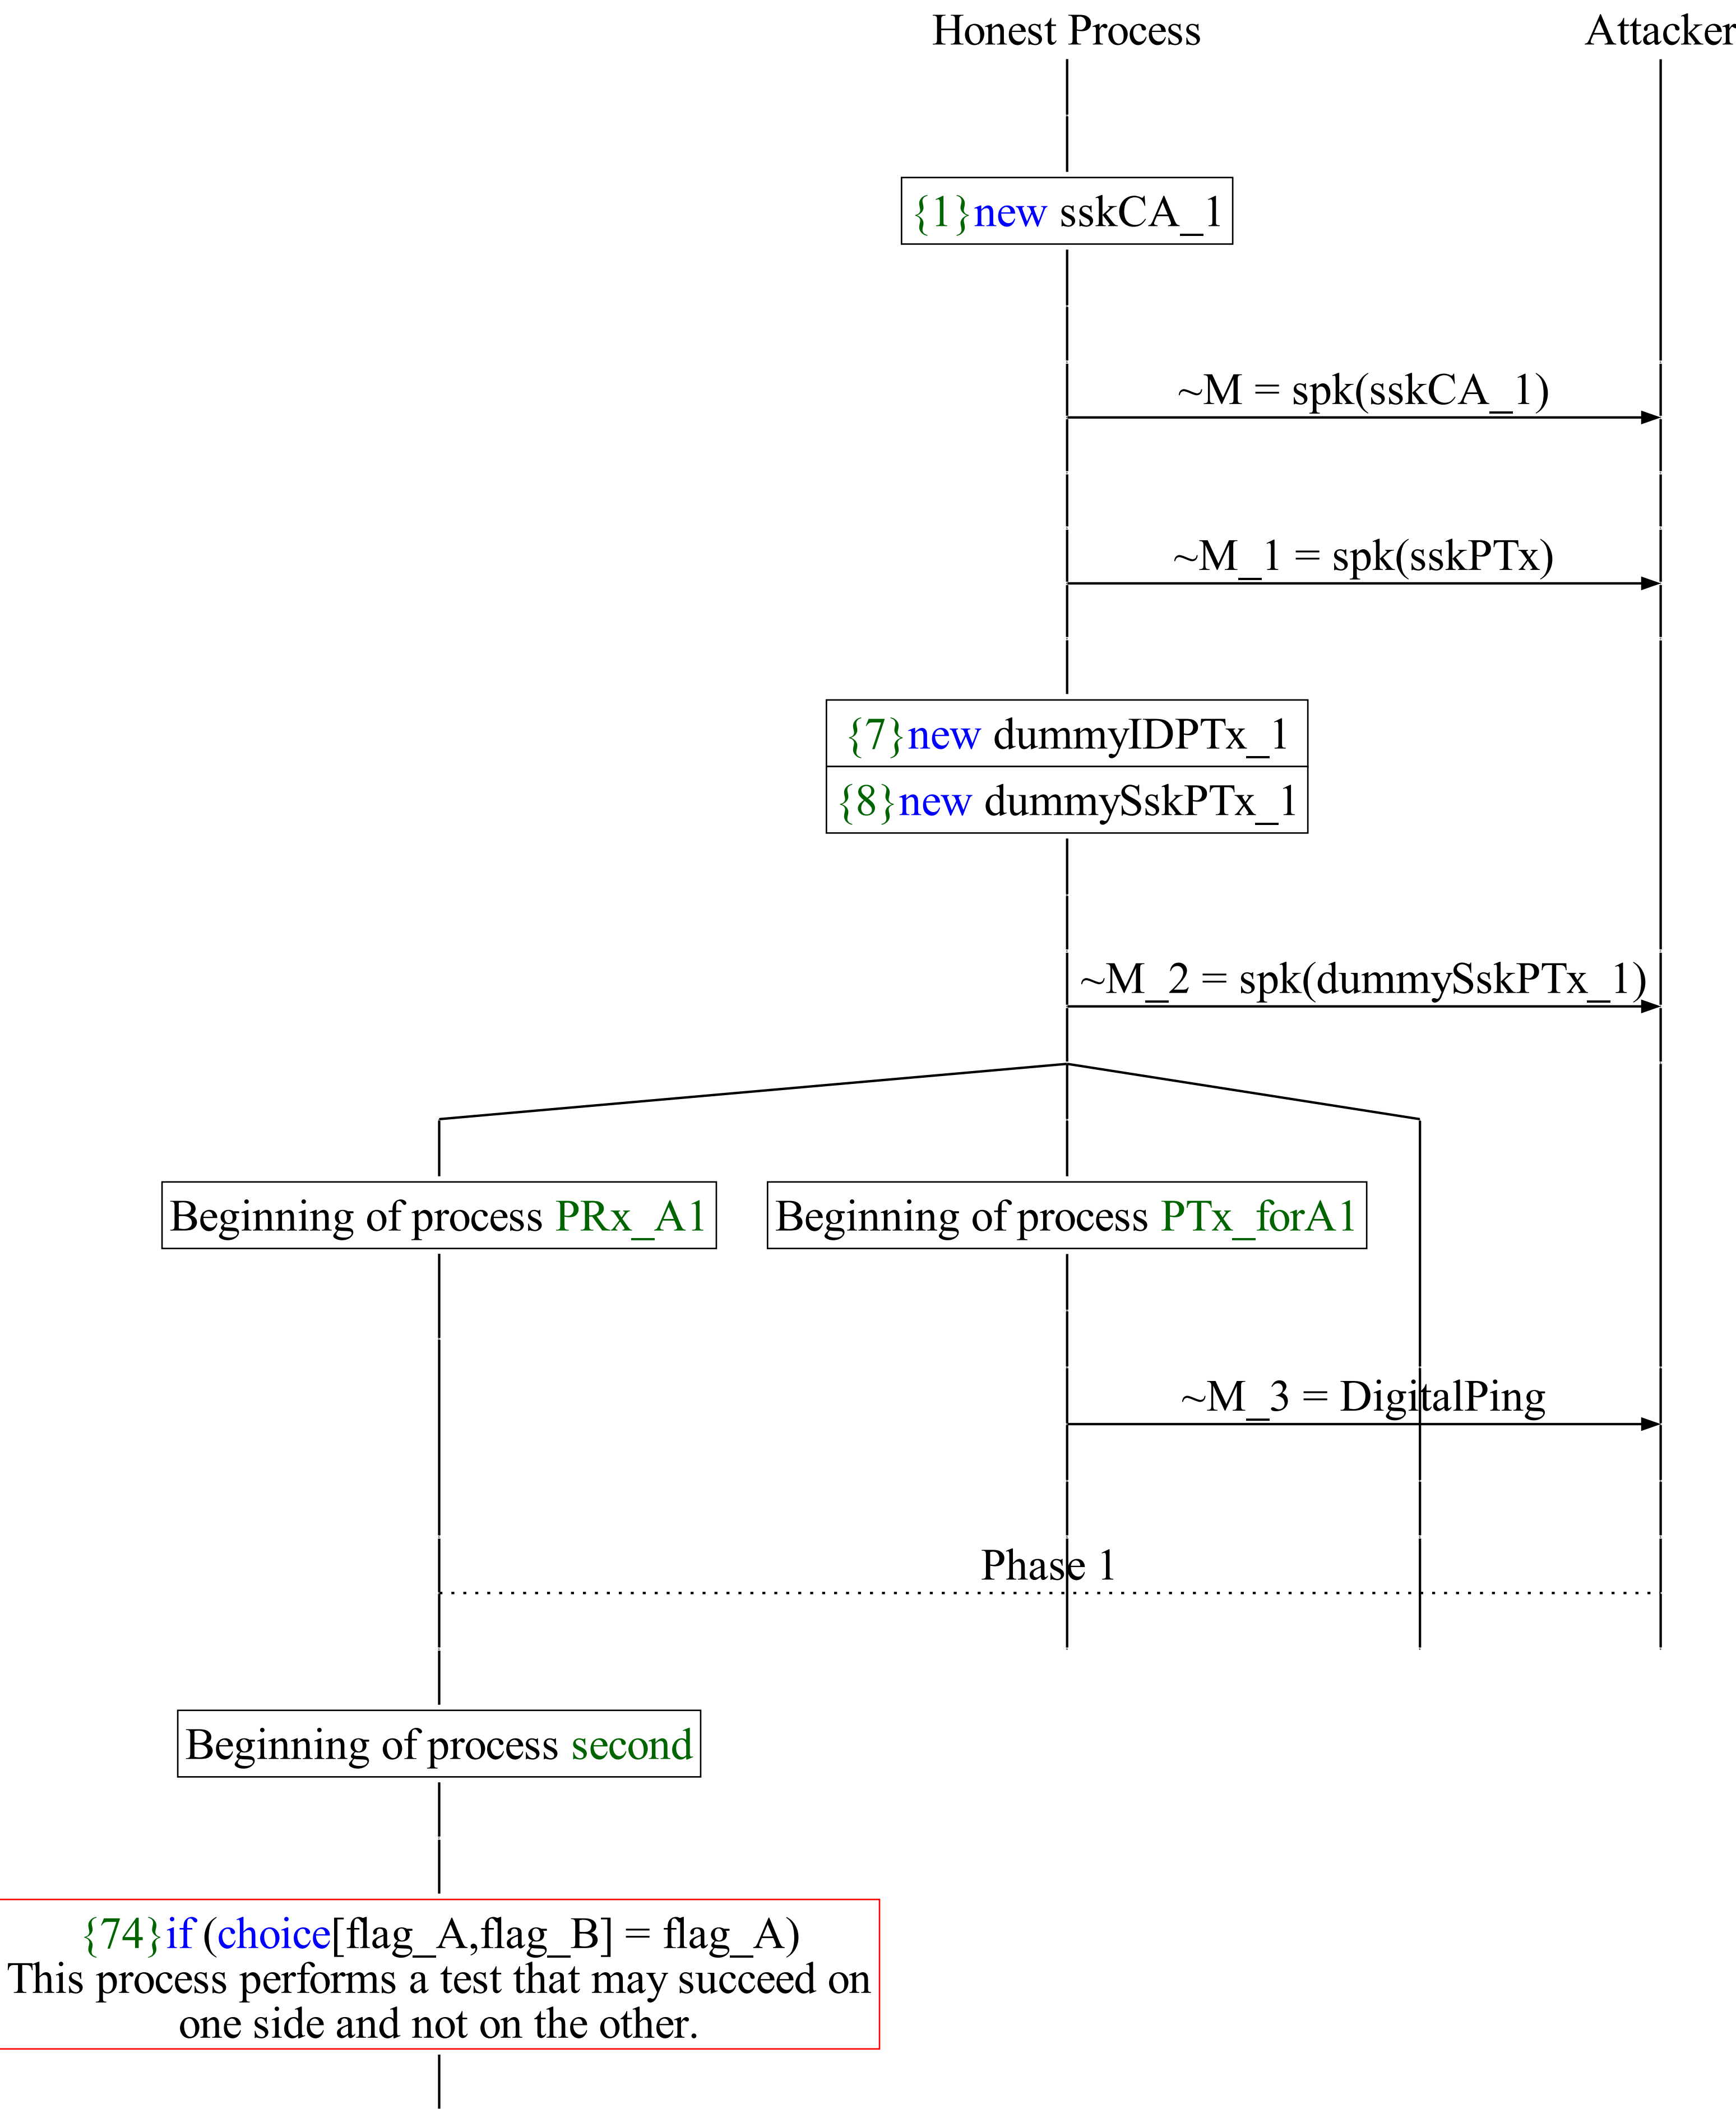 Honest Process
Attacker
{1}new sskCA_1
~M = spk(sskCA_1)
~M_1 = spk(sskPTx)
{7}new dummyIDPTx_1
{8}new dummySskPTx_1
~M_2 = spk(dummySskPTx_1)
Beginning of process PRx_A1
Beginning of process PTx_forA1
~M_3 = DigitalPing
Phase 1
Beginning of process second
{74}if (choice[flag_A,flag_B] = flag_A)
This process performs a test that may succeed on
one side and not on the other.